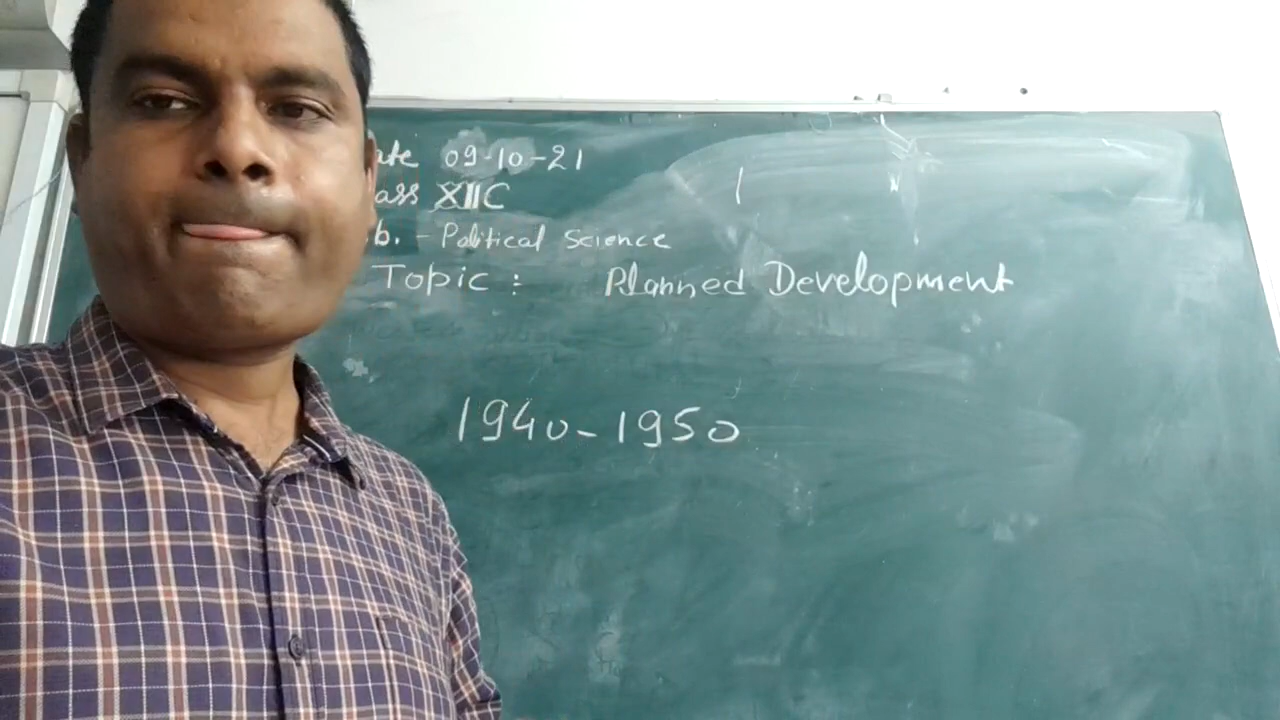 ate 09-10-21
ass XIIC
b. - Political Science
Topic : Planned Development
1940-1950